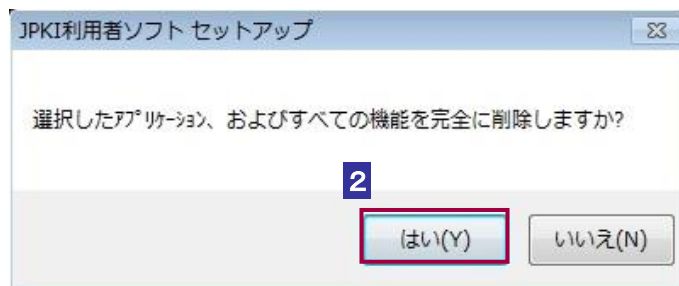 JPKI利用者ソフト セットアップ
選択したｱﾌﾟﾘｹｰｼｮﾝ、およびすべての機能を完全に削除しますか?
2
はい(Y)
いいえ(N)